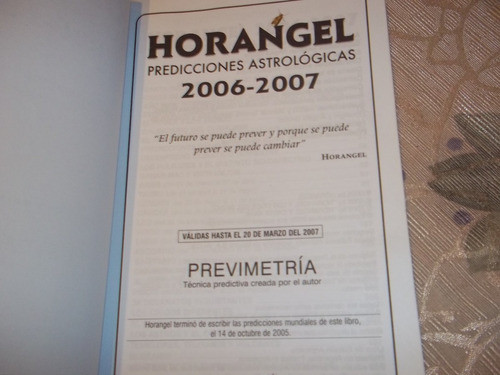 HORANGEL
PREDICCIONES ASTROLÓGICAS
2006-2007
"El futuro se puede prever y porque se puede
prever se puede cambiar"
HORANGEL
VÁLIDAS HASTA EL 20 DE MARZO DEL 2007
PREVIMETRÍA
Técnica predictiva creada por el autor
Horangel terminó de escribir las predicciones mundiales de este libro,
el 14 de octubre de 2005.